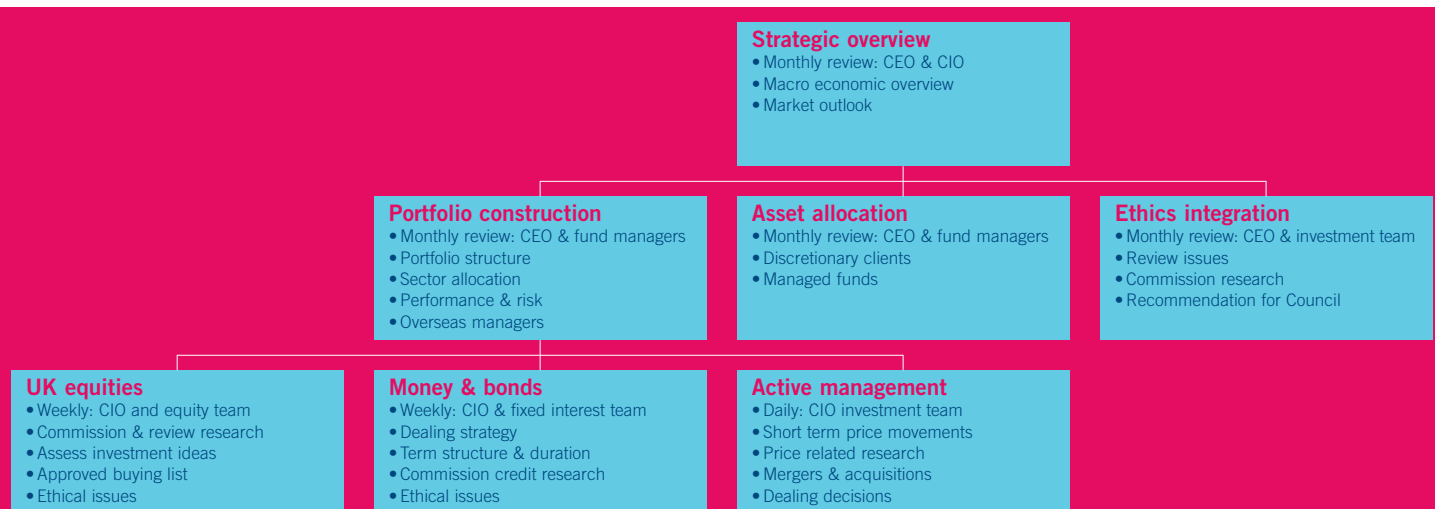 Strategic overview
• Monthly review: CEO & CIO
• Macro economic overview
• Market outlook
Portfolio construction
• Monthly review: CEO & fund managers
• Portfolio structure
• Sector allocation
• Performance & risk
• Overseas managers
Asset allocation
• Monthly review: CEO & fund managers
• Discretionary clients
• Managed funds
Ethics integration
• Monthly review: CEO & investment team
• Review issues
• Commission research
• Recommendation for Council
UK equities
• Weekly: CIO and equity team
• Commission & review research
• Assess investment ideas
• Approved buying list
• Ethical issues
Money & bonds
• Weekly: CIO & fixed interest team
• Dealing strategy
• Term structure & duration
• Commission credit research
• Ethical issues
Active management
• Daily: CIO investment team
• Short term price movements
• Price related research
• Mergers & acquisitions
• Dealing decisions